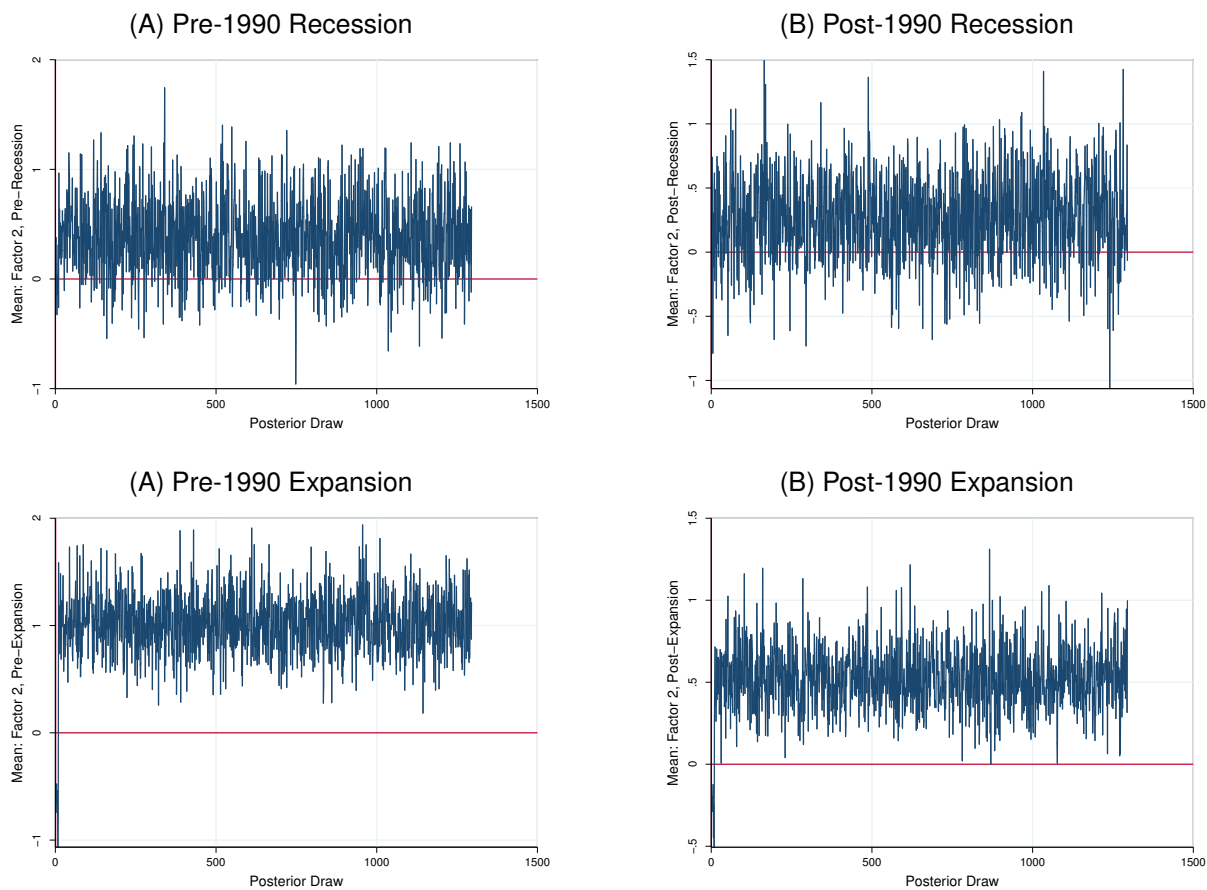 (A) Pre-1990 Recession
Mean: Factor 2, Pre−Recession
2
1
0
−1
0 500 1000 1500
Posterior Draw
(B) Post-1990 Recession
Mean: Factor 2, Post−Recession
1.5
1
.5
0
−.5
−1
0 500 1000 1500
Posterior Draw
(A) Pre-1990 Expansion
Mean: Factor 2, Pre−Expansion
2
1
0
−1
0 500 1000 1500
Posterior Draw
(B) Post-1990 Expansion
Mean: Factor 2, Post−Expansion
1.5
1
.5
0
−.5
0 500 1000 1500
Posterior Draw